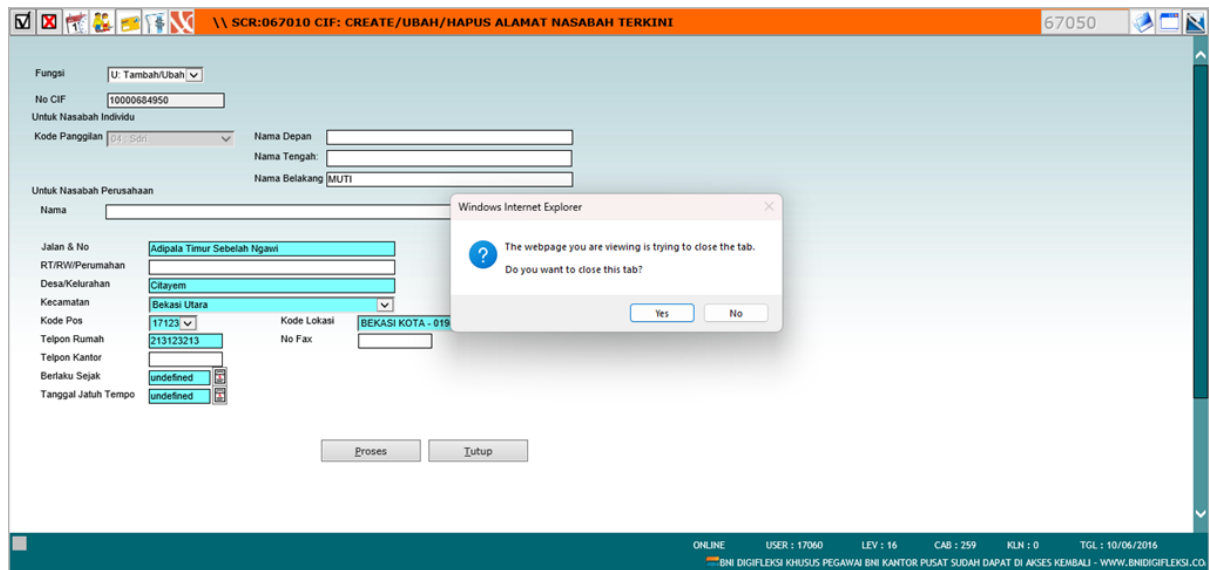 \\ SCR:067010 CIF: CREATE/UBAH/HAPUS ALAMAT NASABAH TERKINI 67050
Fungsi U: Tambah/Ubah
No CIF 10000684950
Untuk Nasabah Individu
Kode Panggilan 04 : Sdri Nama Depan
Nama Tengah:
Nama Belakang MUTI
Untuk Nasabah Perusahaan
Nama
Windows Internet Explorer
The webpage you are viewing is trying to close the tab.
Do you want to close this tab?
Yes No
Jalan & No Adipala Timur Sebelah Ngawi
RT/RW/Perumahan
Desa/Kelurahan Citayem
Kecamatan Bekasi Utara
Kode Pos 17123 Kode Lokasi BEKASI KOTA - 019
Telpon Rumah 213123213 No Fax
Telpon Kantor
Berlaku Sejak undefined
Tanggal Jatuh Tempo undefined
Proses Tutup
ONLINE USER : 17060 LEV : 16 CAB : 259 KLN : 0 TGL : 10/06/2016
BNI DIGIFLEKSI KHUSUS PEGAWAI BNI KANTOR PUSAT SUDAH DAPAT DI AKSES KEMBALI - WWW.BNIDIGIFLEKSI.CO